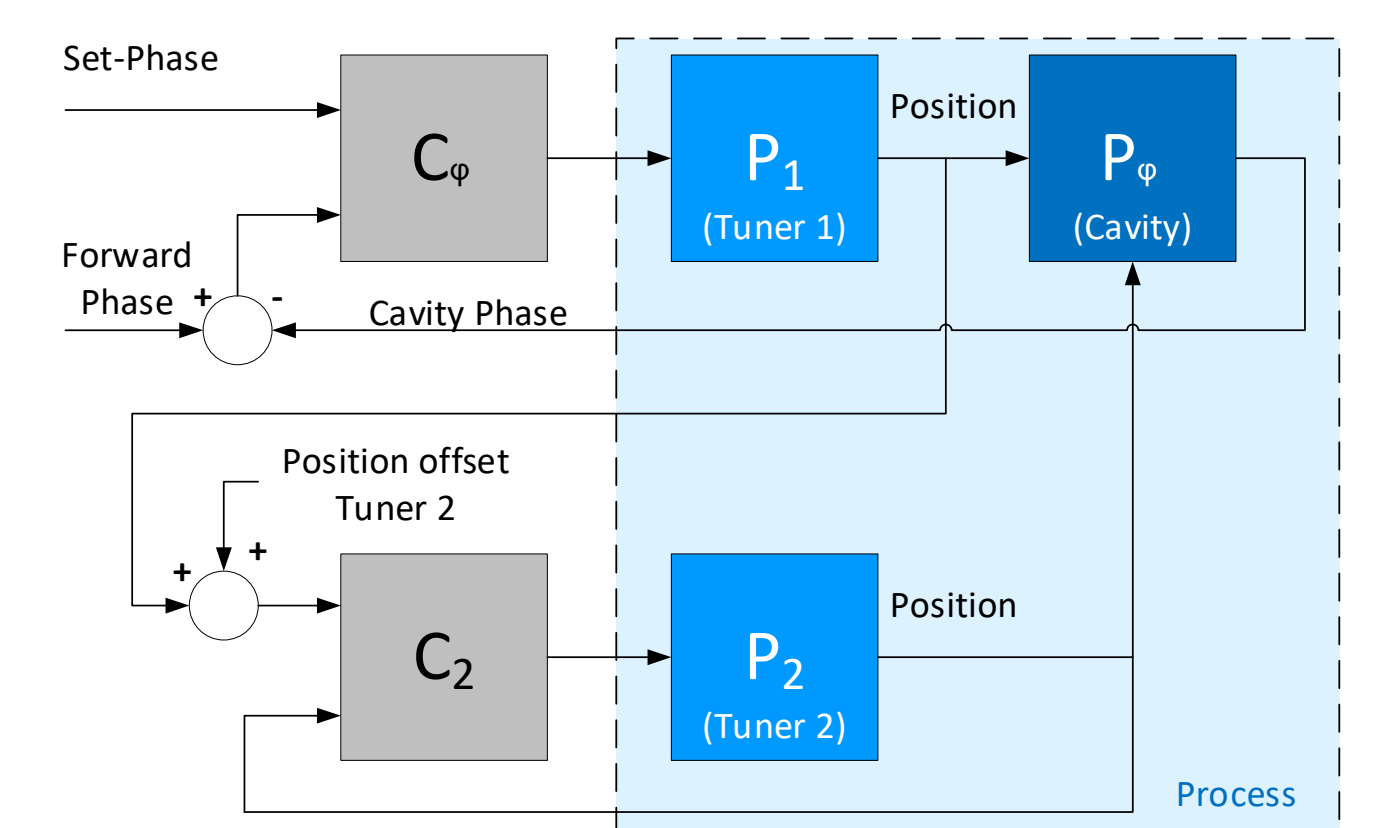 Set-Phase
Cφ
P1
(Tuner 1)
Position
Pφ
(Cavity)
Forward
Phase
+
-
Cavity Phase
Position offset
Tuner 2
+
+
C2
P2
(Tuner 2)
Position
Process